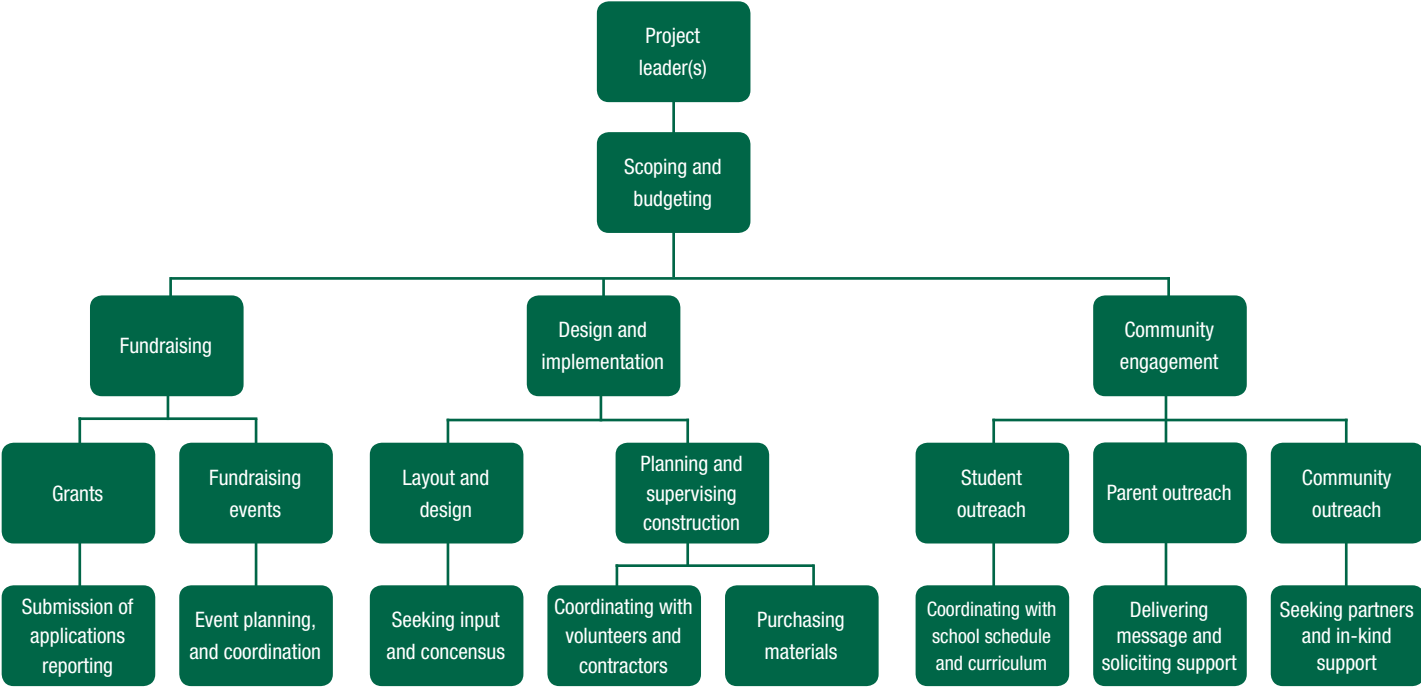 Project
leader(s)
Scoping and
budgeting
Fundraising
Design and
implementation
Community
engagement
Grants
Fundraising
events
Layout and
design
Planning and
supervising
construction
Student
outreach
Parent outreach
Community
outreach
Submission of
applications
reporting
Event planning,
and coordination
Seeking input
and concensus
Coordinating with
volunteers and
contractors
Purchasing
materials
Coordinating with
school schedule
and curriculum
Delivering
message and
soliciting support
Seeking partners
and in-kind
support